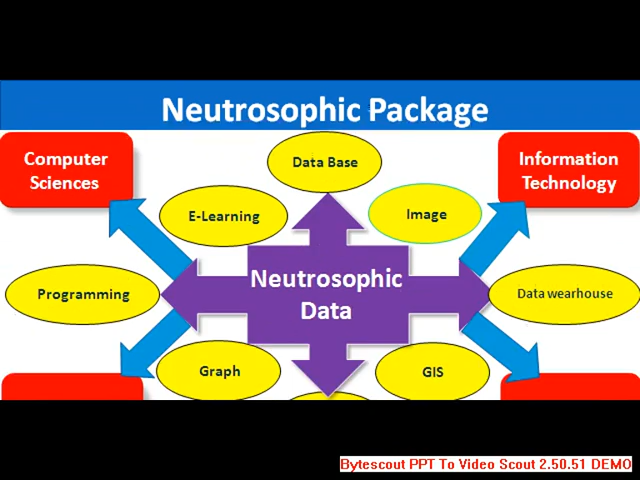 Neutrosophic Package
Computer
Sciences
Data Base
Information
Technology
E-Learning
Image
Neutrosophic
Data
Programming
Data wearhouse
Graph
GIS
Bytescout PPT To Video Scout 2.50.51 DEMO